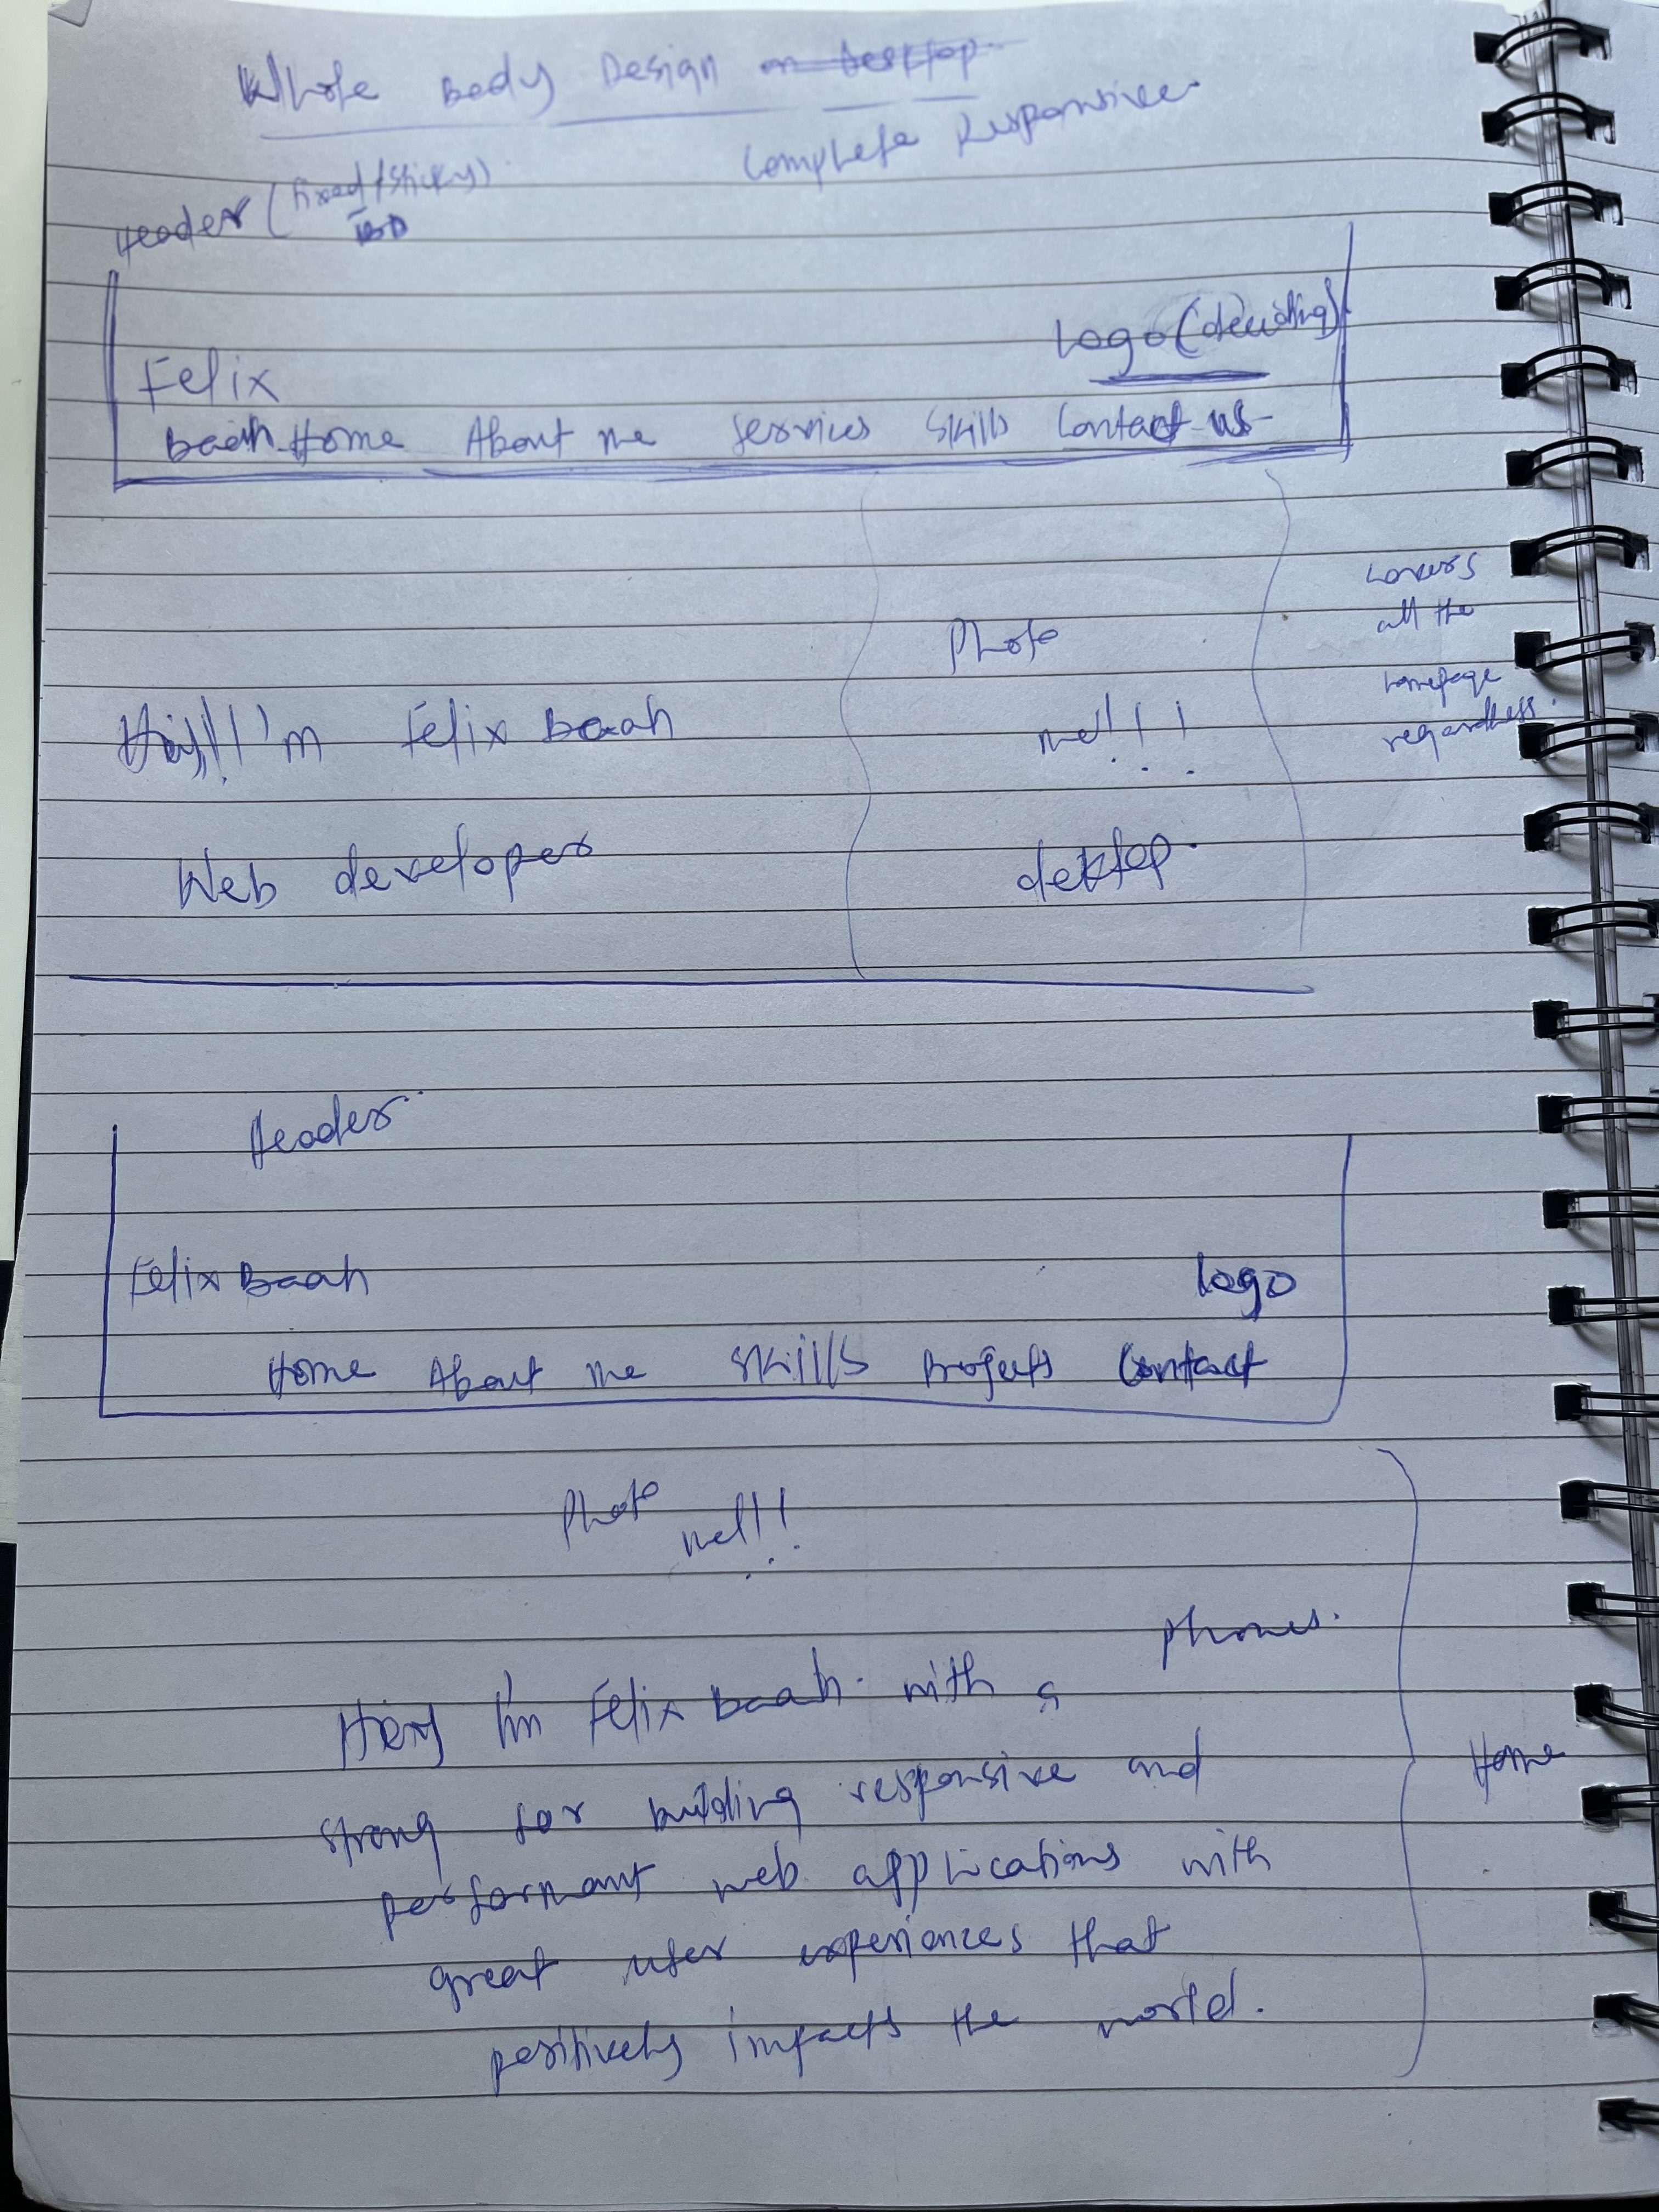 Whole Body Design on Desktop
Complete Responsive.
Header (fixed/sticky)
TBD
Logo (deciding)
Felix
Baah Home About me Services Skills Contact us
Covers
all the
homepage
regardless.
Photo
me!!!
Hey!! I'm Felix Baah
Web developer
dektop.
Header
Felix Baah Logo
Home About me Skills Projects Contact
Photo
me!!!
phones.
Hey I'm Felix Baah. with a
strong for building responsive and
Home
performant web applications with
great user experiences that
positively impacts the world.